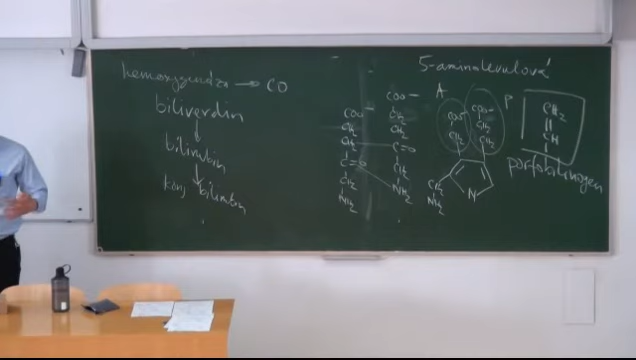 hemoxygenáza → CO
biliverdin
↓
bilirubin
↓
konj bilirubin
5-aminolevulová
COO⁻
CH₂
CH₂
C=O
CH₂
NH₂
COO⁻
CH₂
CH₂
C=O
CH₂
NH₂
A
COO⁻
CH₂
COO⁻
CH₂
CH₂
P
CH₂
NH₂
N
CH₂
CH
porfobilinogen